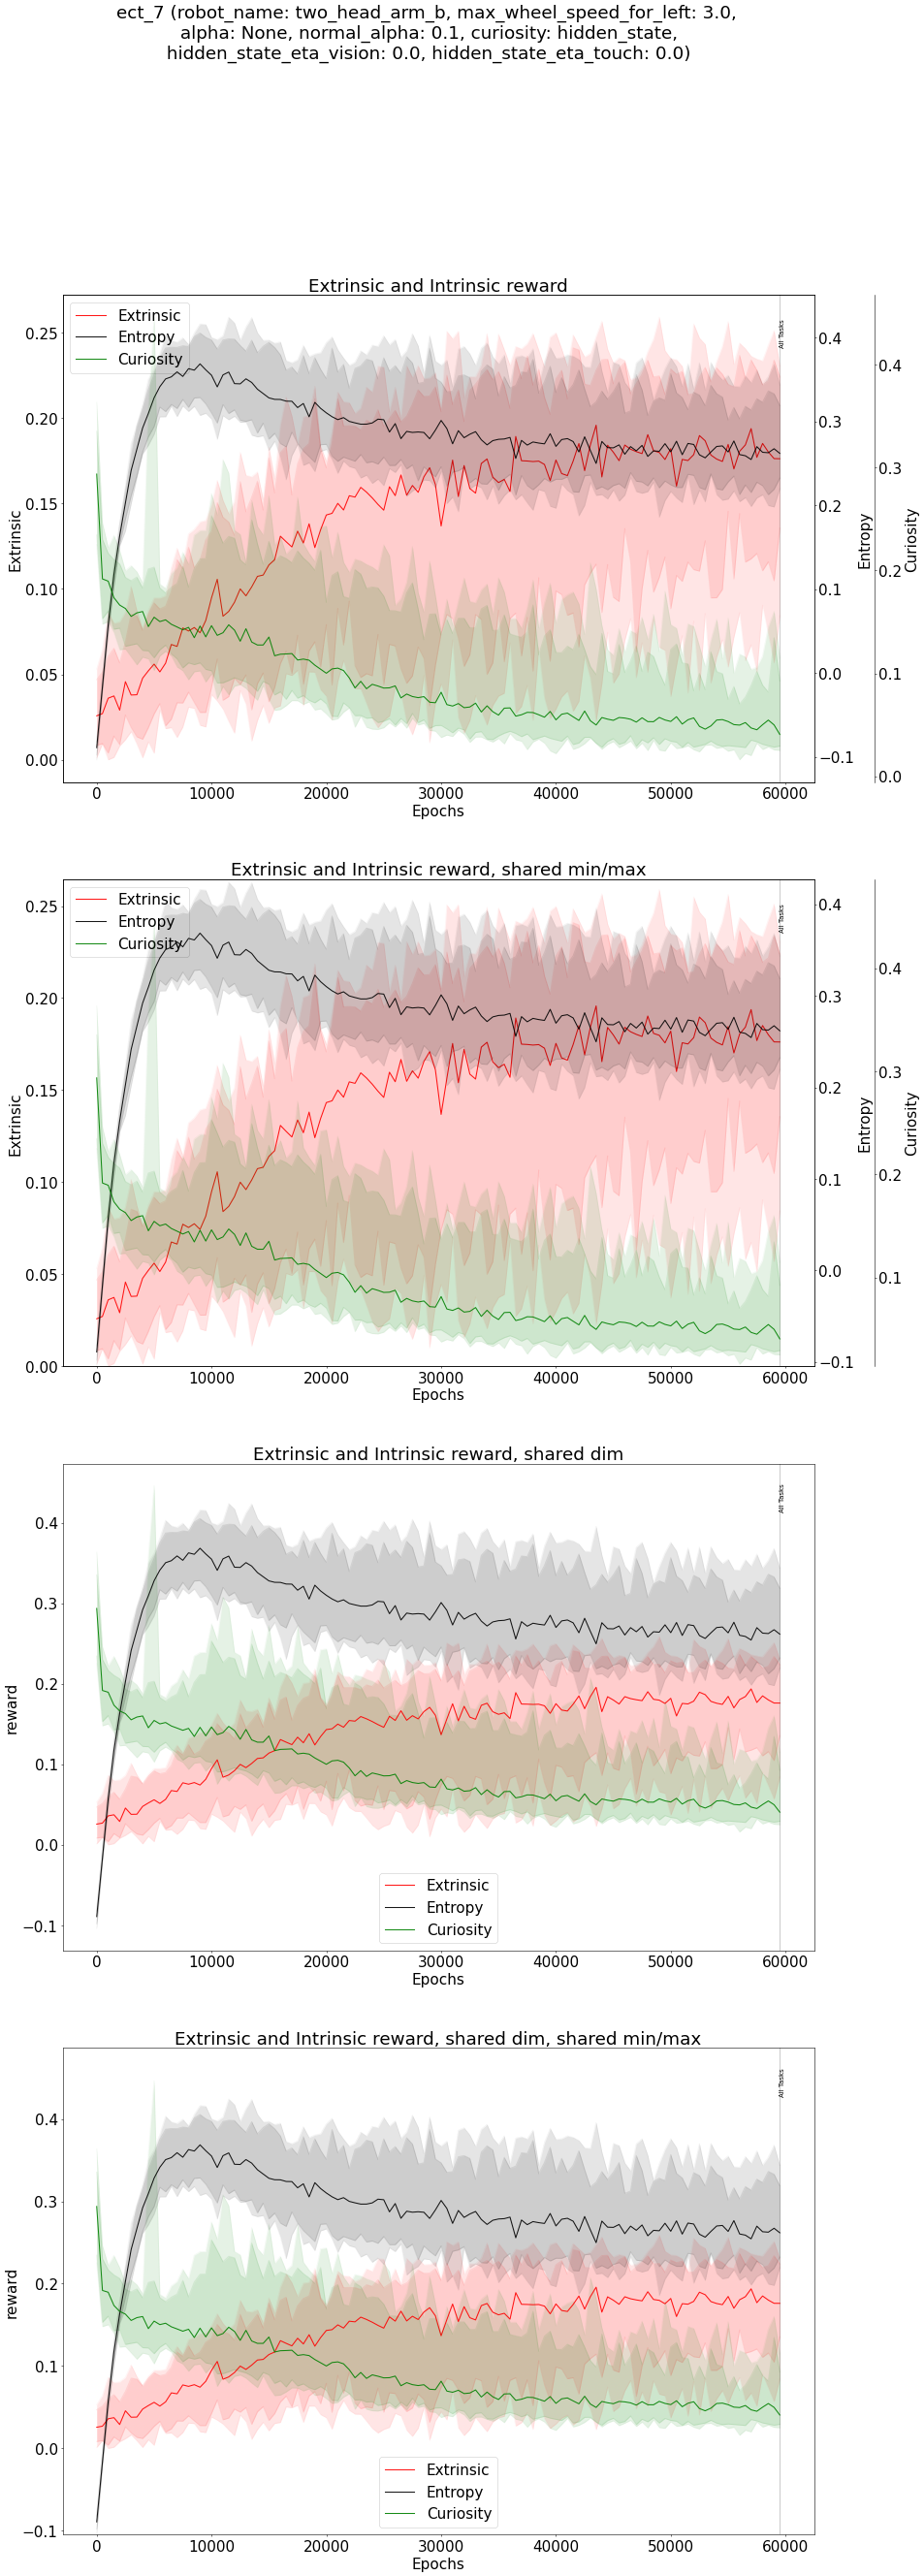 ect_7 (robot_name: two_head_arm_b, max_wheel_speed_for_left: 3.0,
alpha: None, normal_alpha: 0.1, curiosity: hidden_state,
hidden_state_eta_vision: 0.0, hidden_state_eta_touch: 0.0)
Extrinsic and Intrinsic reward
Extrinsic
Entropy
Curiosity
All Tasks
0.25
0.20
0.15
0.10
0.05
0.00
Extrinsic
0.4
0.3
0.2
0.1
0.0
−0.1
Entropy
0.4
0.3
0.2
0.1
0.0
Curiosity
0 10000 20000 30000 40000 50000 60000
Epochs
Extrinsic and Intrinsic reward, shared min/max
Extrinsic
Entropy
Curiosity
All Tasks
0.25
0.20
0.15
0.10
0.05
0.00
Extrinsic
0.4
0.3
0.2
0.1
0.0
−0.1
Entropy
0.4
0.3
0.2
0.1
Curiosity
0 10000 20000 30000 40000 50000 60000
Epochs
Extrinsic and Intrinsic reward, shared dim
All Tasks
0.4
0.3
0.2
0.1
0.0
−0.1
reward
Extrinsic
Entropy
Curiosity
0 10000 20000 30000 40000 50000 60000
Epochs
Extrinsic and Intrinsic reward, shared dim, shared min/max
All Tasks
0.4
0.3
0.2
0.1
0.0
−0.1
reward
Extrinsic
Entropy
Curiosity
0 10000 20000 30000 40000 50000 60000
Epochs